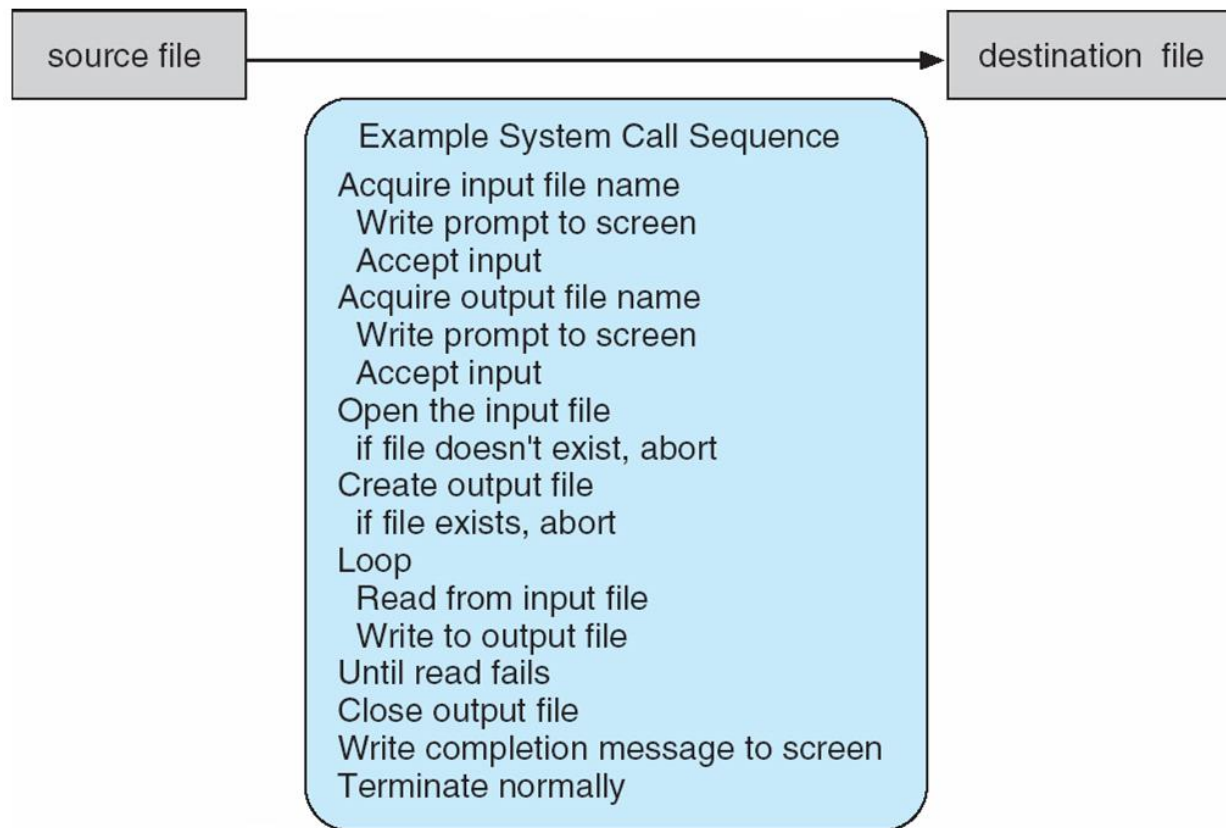 source file
destination file
Example System Call Sequence
Acquire input file name
Write prompt to screen
Accept input
Acquire output file name
Write prompt to screen
Accept input
Open the input file
if file doesn't exist, abort
Create output file
if file exists, abort
Loop
Read from input file
Write to output file
Until read fails
Close output file
Write completion message to screen
Terminate normally